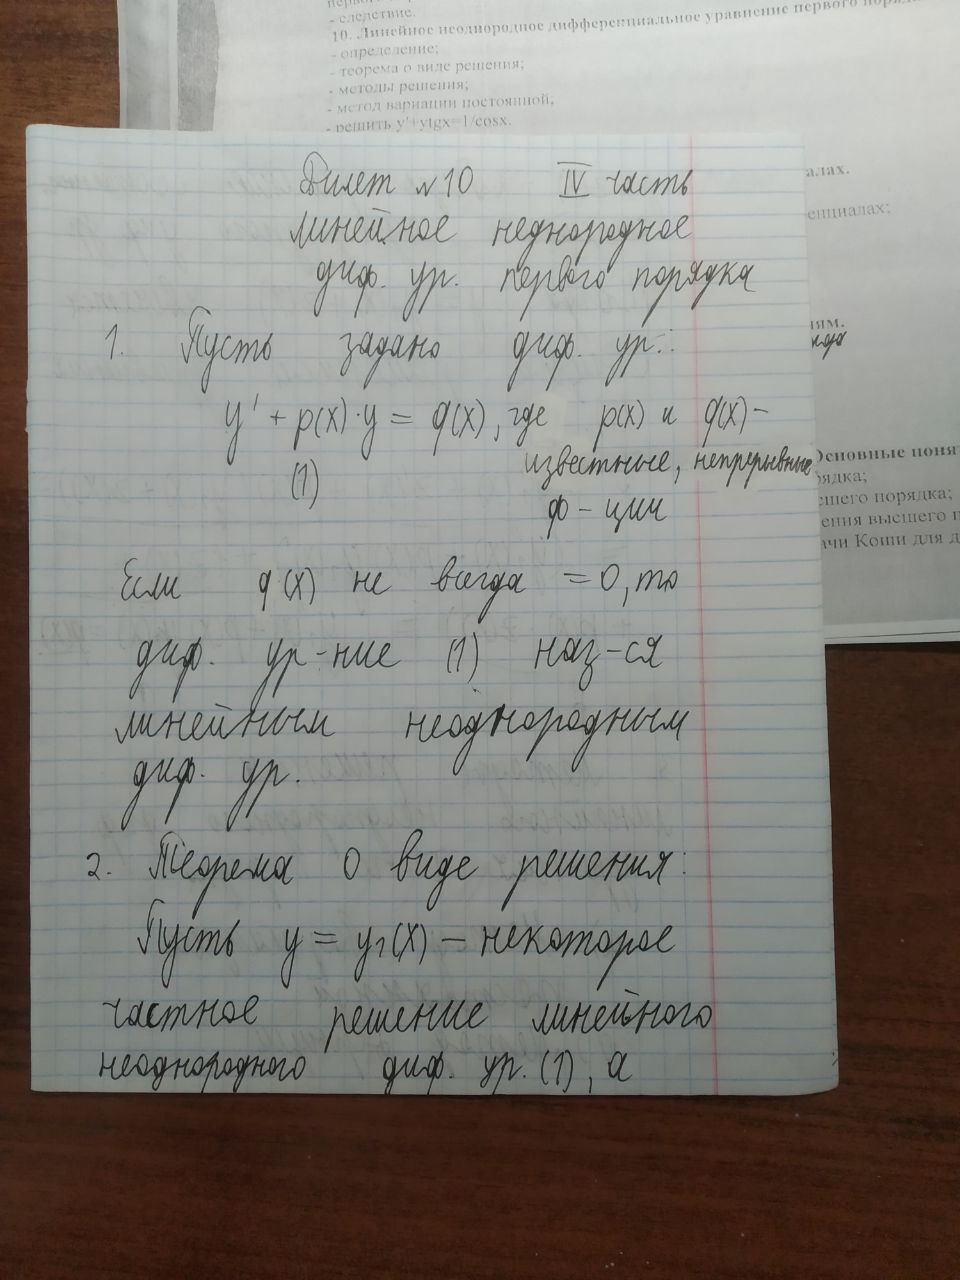 - следствие.
10. Линейное неоднородное дифференциальное уравнение первого
- определение;
- теорема о виде решения;
- методы решения;
- метод вариации постоянной;
- решить y'+ytgx=1/cosx.
алах.
енциалах;
иям.
Основные поня
рядка;
сшего порядка;
ения высшего п
ачи Коши для д
Билет №10 IV часть
линейное неднородное
диф. ур. первого порядка
1. Пусть задано диф. ур-:
y' + p(x)·y = q(x), где p(x) и q(x) -
(1) известные, непрерывные
ф - ции
Если q(x) не всегда = 0, то
диф. ур-ние (1) наз-ся
линейным неоднородным
диф. ур.
2. Теорема о виде решения:
Пусть y = y₁(x) - некоторое
частное решение линейного
неоднородного диф. ур. (1), а